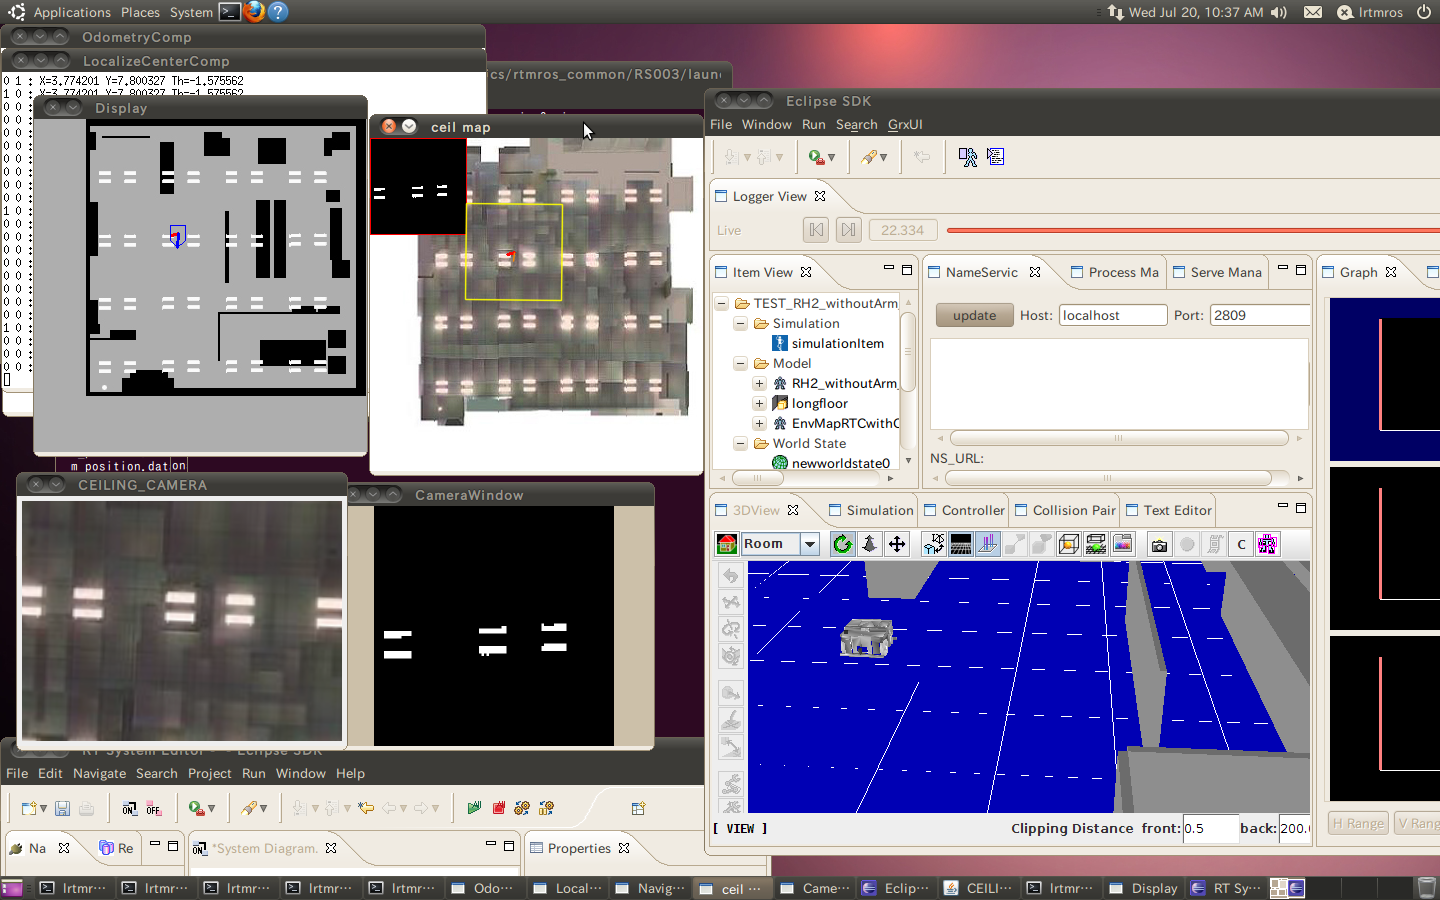 Applications Places System
Wed Jul 20, 10:37 AM
lrtmros
OdometryComp
LocalizeCenterComp
0 1 : X=3.774201 Y=7.800327 Th=-1.575562
X=3.774201 Y=7.800327 Th=-1.575562
cs/rtmros_common/RS003/laun
Display
ceil map
Eclipse SDK
File Window Run Search GrxUI
Logger View
Live
22.334
Item View
NameServic
Process Ma
Serve Mana
Graph
TEST_RH2_withoutArm
Simulation
simulationItem
Model
RH2_withoutArm_
longfloor
EnvMapRTCwithC
World State
newworldstate0
update
Host:
localhost
Port:
2809
NS_URL:
m position.dat
on
CEILING_CAMERA
CameraWindow
3DView
Simulation
Controller
Collision Pair
Text Editor
Room
C
[ VIEW ]
Clipping Distance front:
0.5
back:
200.
H Range
V Rang
RT System Editor - Eclipse SDK
File Edit Navigate Search Project Run Window Help
ON
OFF
Na
Re
ON
*System Diagram.
Properties
lrtmr…
lrtmr…
lrtmr…
lrtmr…
lrtmr…
Odo…
Local…
Navig…
ceil …
Came…
Eclip…
CEILI…
lrtmr…
Display
RT Sy…